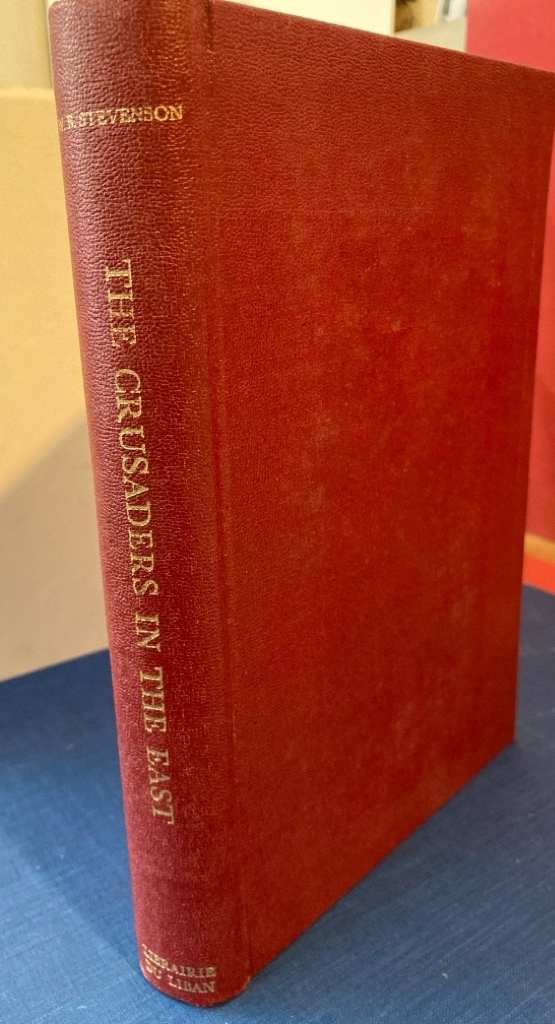 W.B. STEVENSON
THE CRUSADERS IN THE EAST
LIBRAIRIE
DU LIBAN